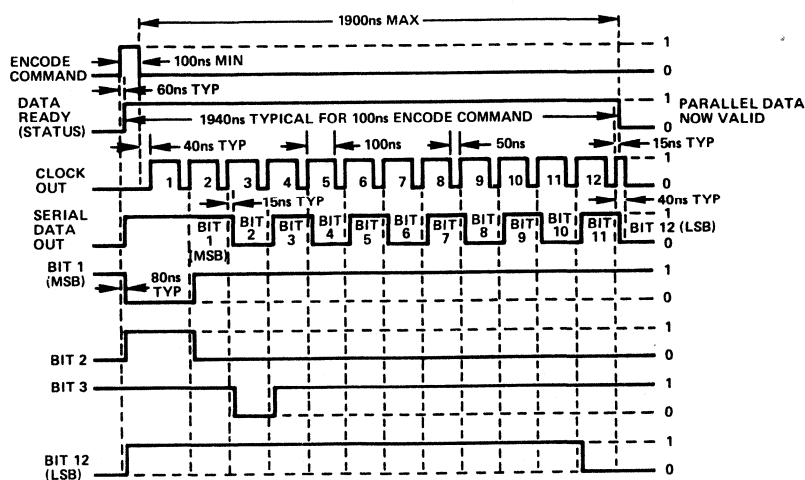 1900ns MAX
ENCODE COMMAND
100ns MIN
1
0
60ns TYP
DATA READY (STATUS)
1940ns TYPICAL FOR 100ns ENCODE COMMAND
1
0
PARALLEL DATA NOW VALID
40ns TYP
100ns
50ns
15ns TYP
CLOCK OUT
1 2 3 4 5 6 7 8 9 10 11 12
1
0
15ns TYP
40ns TYP
SERIAL DATA OUT
BIT 1 (MSB)
BIT 2
BIT 3
BIT 4
BIT 5
BIT 6
BIT 7
BIT 8
BIT 9
BIT 10
BIT 11
BIT 12 (LSB)
1
0
BIT 1 (MSB)
80ns TYP
1
0
BIT 2
1
0
BIT 3
1
0
BIT 12 (LSB)
1
0